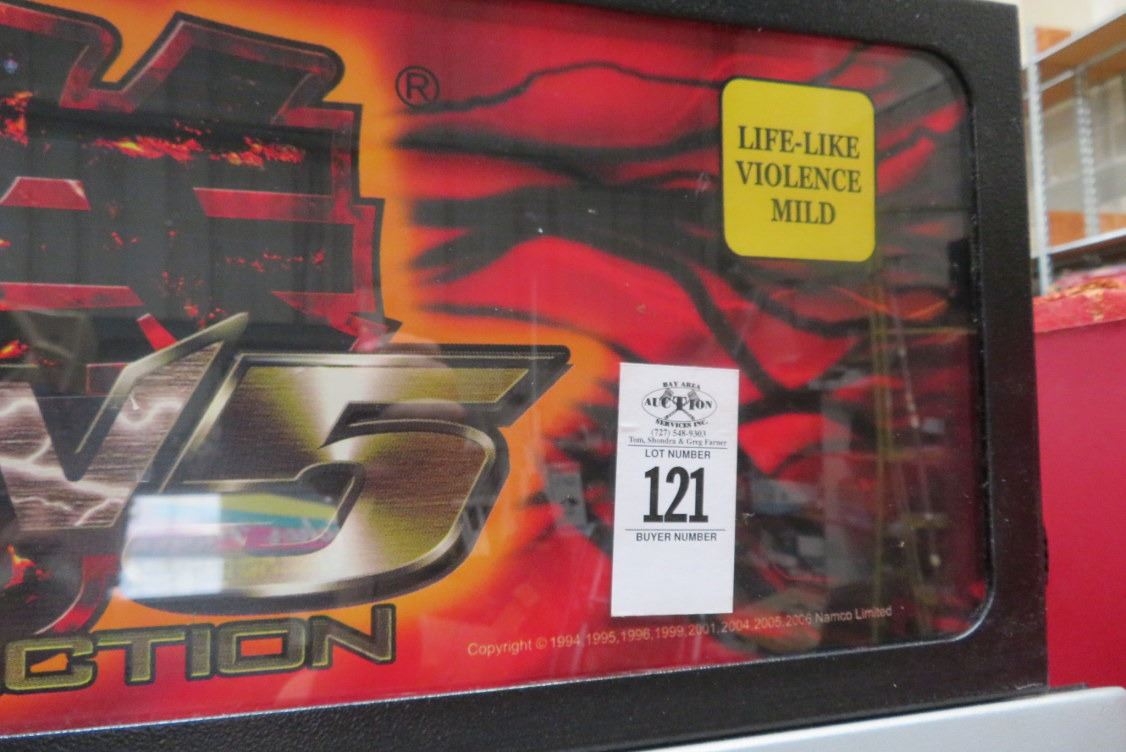 ®
LIFE-LIKE
VIOLENCE
MILD
5
BAY AREA
AUCTION
SERVICES INC.
(727) 548-9303
Tom, Shondra & Greg Farner
LOT NUMBER
121
BUYER NUMBER
CTION
Copyright © 1994, 1995, 1996, 1999, 2001, 2004, 2005, 2006 Namco Limited